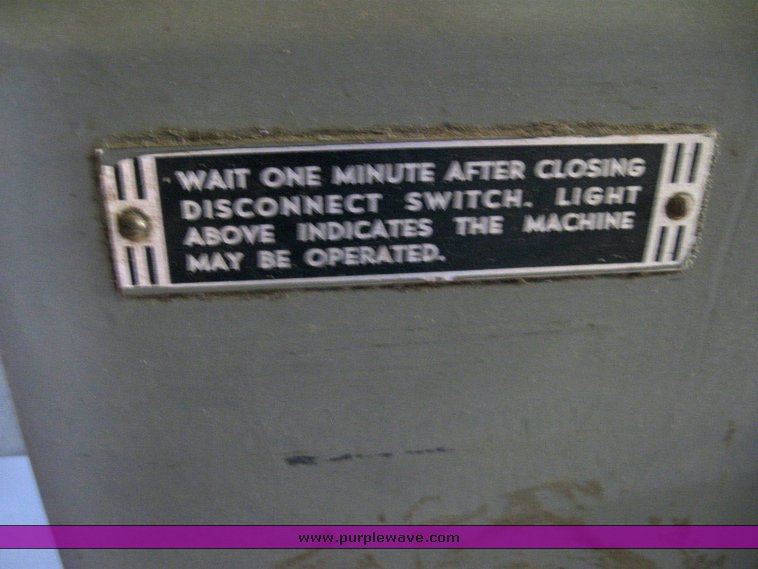 WAIT ONE MINUTE AFTER CLOSING
DISCONNECT SWITCH. LIGHT
ABOVE INDICATES THE MACHINE
MAY BE OPERATED.
www.purplewave.com